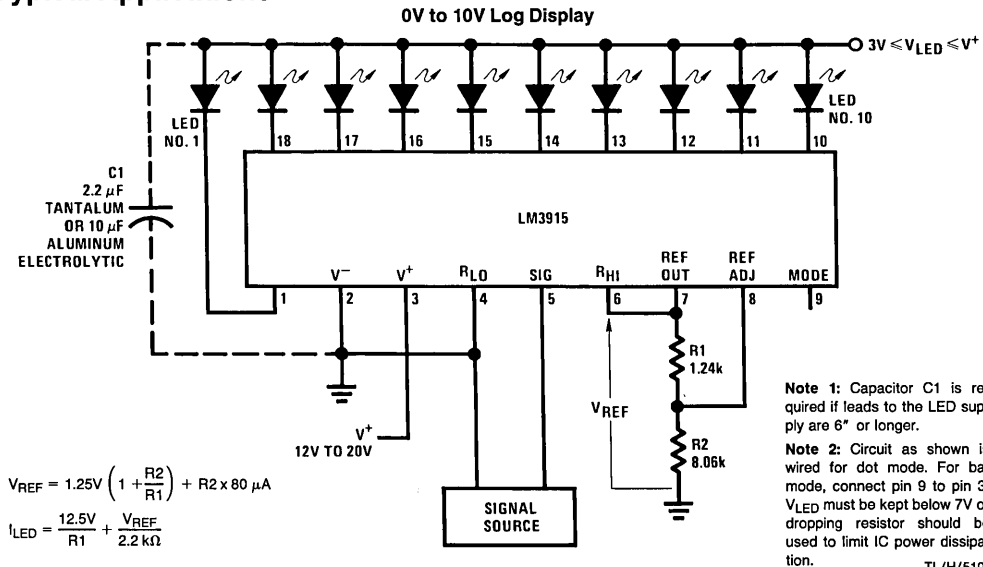 0V to 10V Log Display
3V ≤ VLED ≤ V+
LED
NO. 1
LED
NO. 10
18 17 16 15 14 13 12 11 10
C1
2.2 μF
TANTALUM
OR 10 μF
ALUMINUM
ELECTROLYTIC
LM3915
V− V+ RLO SIG RHI REF OUT REF ADJ MODE
1 2 3 4 5 6 7 8 9
R1
1.24k
VREF
R2
8.06k
V+
12V TO 20V
SIGNAL
SOURCE
VREF = 1.25V (1 + R2/R1) + R2 x 80 μA
ILED = 12.5V/R1 + VREF/2.2 kΩ
Note 1: Capacitor C1 is re
quired if leads to the LED sup
ply are 6" or longer.
Note 2: Circuit as shown is
wired for dot mode. For ba
mode, connect pin 9 to pin 3
VLED must be kept below 7V o
dropping resistor should be
used to limit IC power dissipa
tion.